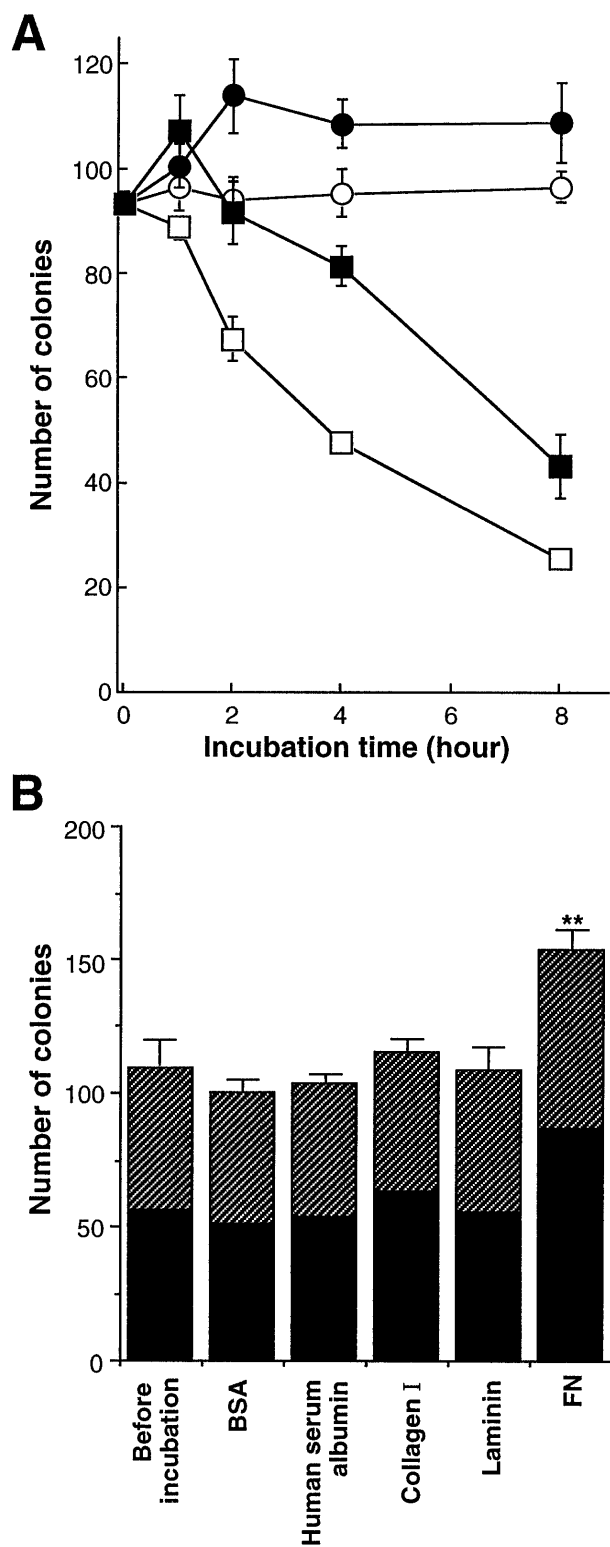 A
120
100
80
60
40
20
0
Number of colonies
0 2 4 6 8
Incubation time (hour)
B
200
150
100
50
0
Number of colonies
**
Before
incubation
BSA
Human serum
albumin
Collagen I
Laminin
FN